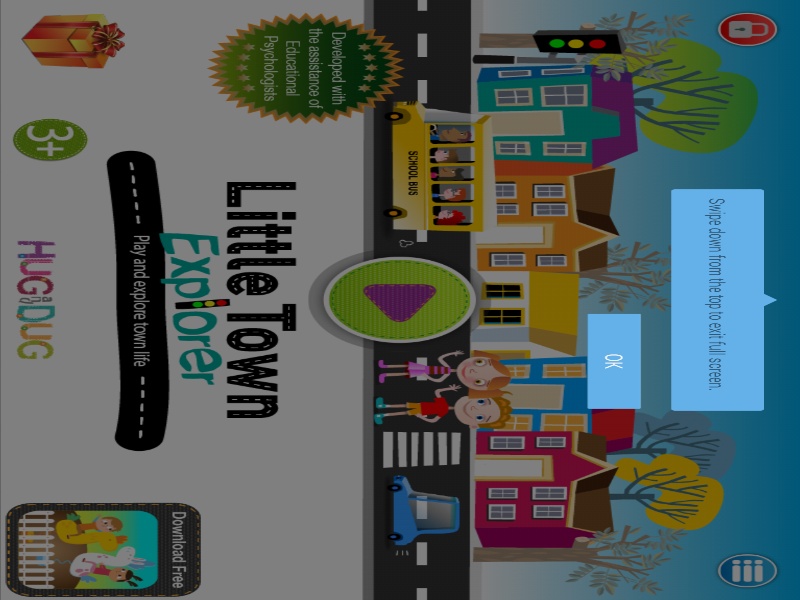 Swipe down from the top to exit full screen.
OK
SCHOOL BUS
Developed with
the assistance of
Educational
Psychologists
Little Town
Explorer
Play and explore town life
3+
HUG and DUG
Download Free